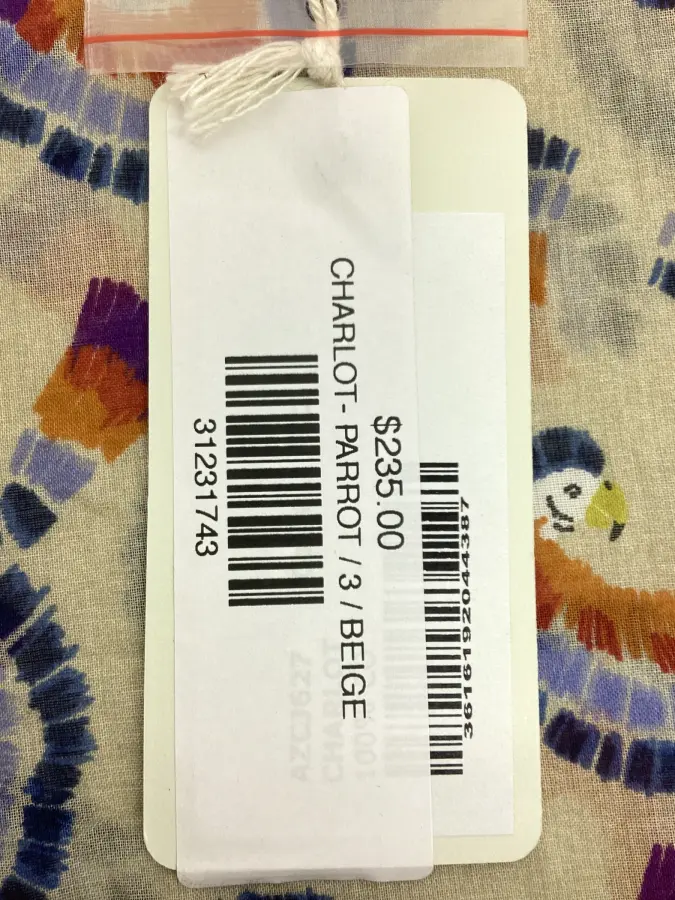 $235.00
CHARLOT- PARROT / 3 / BEIGE
31231743
3616192044387